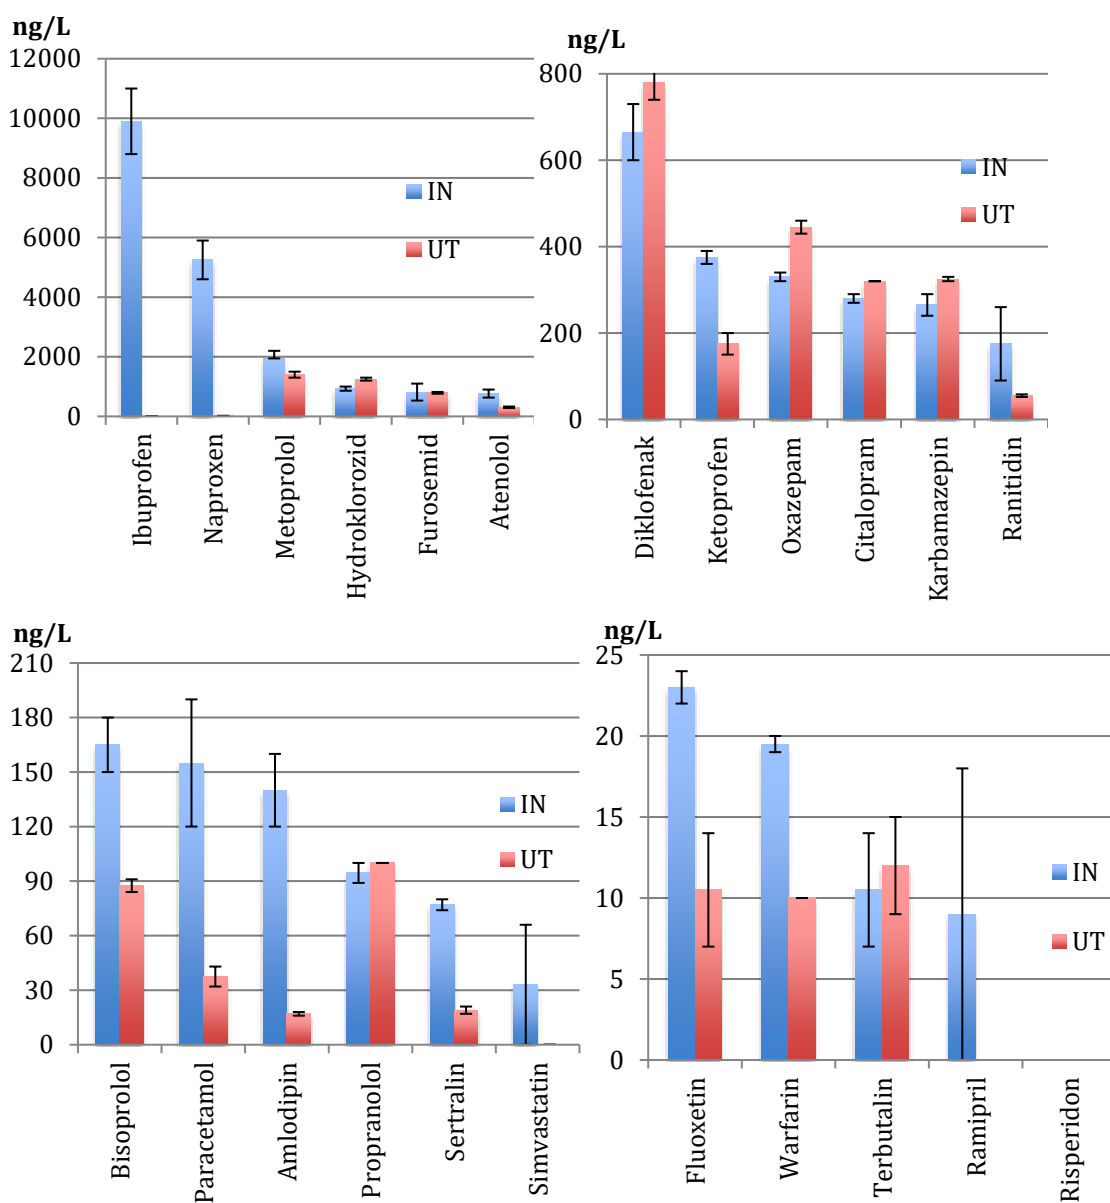 ng/L
12000
10000
8000
6000
4000
2000
0
IN
UT
Ibuprofen
Naproxen
Metoprolol
Hydroklorozid
Furosemid
Atenolol
ng/L
800
600
400
200
0
IN
UT
Diklofenak
Ketoprofen
Oxazepam
Citalopram
Karbamazepin
Ranitidin
ng/L
210
180
150
120
90
60
30
0
IN
UT
Bisoprolol
Paracetamol
Amlodipin
Propranolol
Sertralin
Simvastatin
ng/L
25
20
15
10
5
0
IN
UT
Fluoxetin
Warfarin
Terbutalin
Ramipril
Risperidon